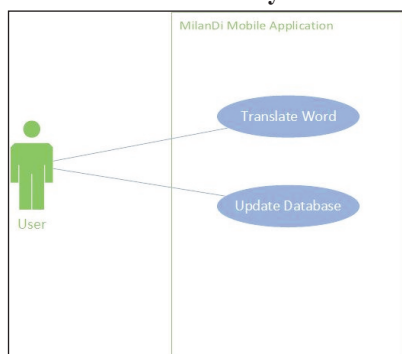 MilanDi Mobile Application
Translate Word
Update Database
User